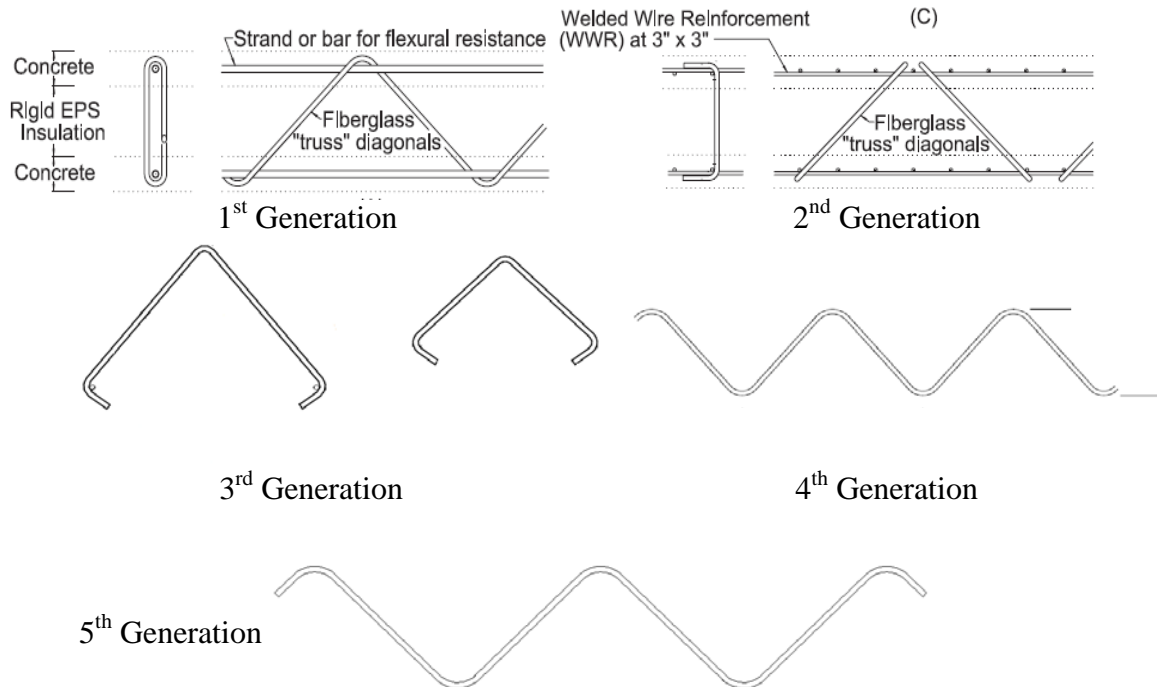 Concrete
Rigid EPS
Insulation
Concrete
Strand or bar for flexural resistance
Fiberglass
"truss" diagonals
1st Generation
Welded Wire Reinforcement
(WWR) at 3" x 3"
(C)
Fiberglass
"truss" diagonals
2nd Generation
3rd Generation
4th Generation
5th Generation